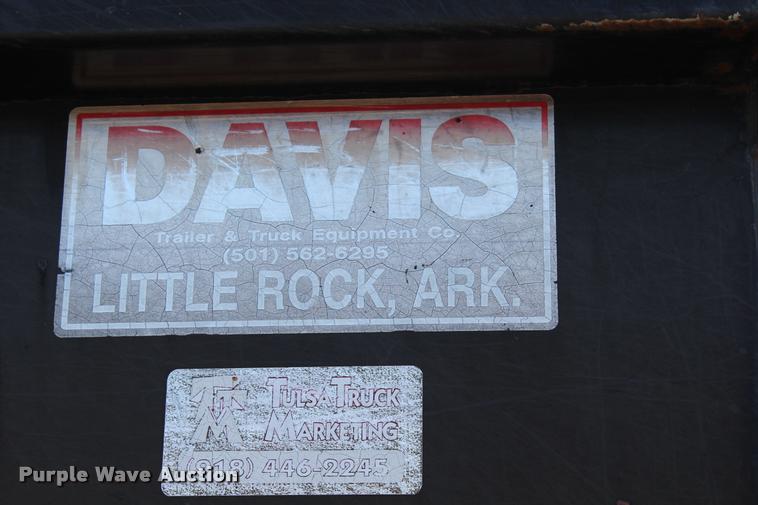 DAVIS
Trailer & Truck Equipment Co.
(501) 562-6295
LITTLE ROCK, ARK.
TTM
TULSA TRUCK
MARKETING
(918) 446-2245
Purple Wave Auction